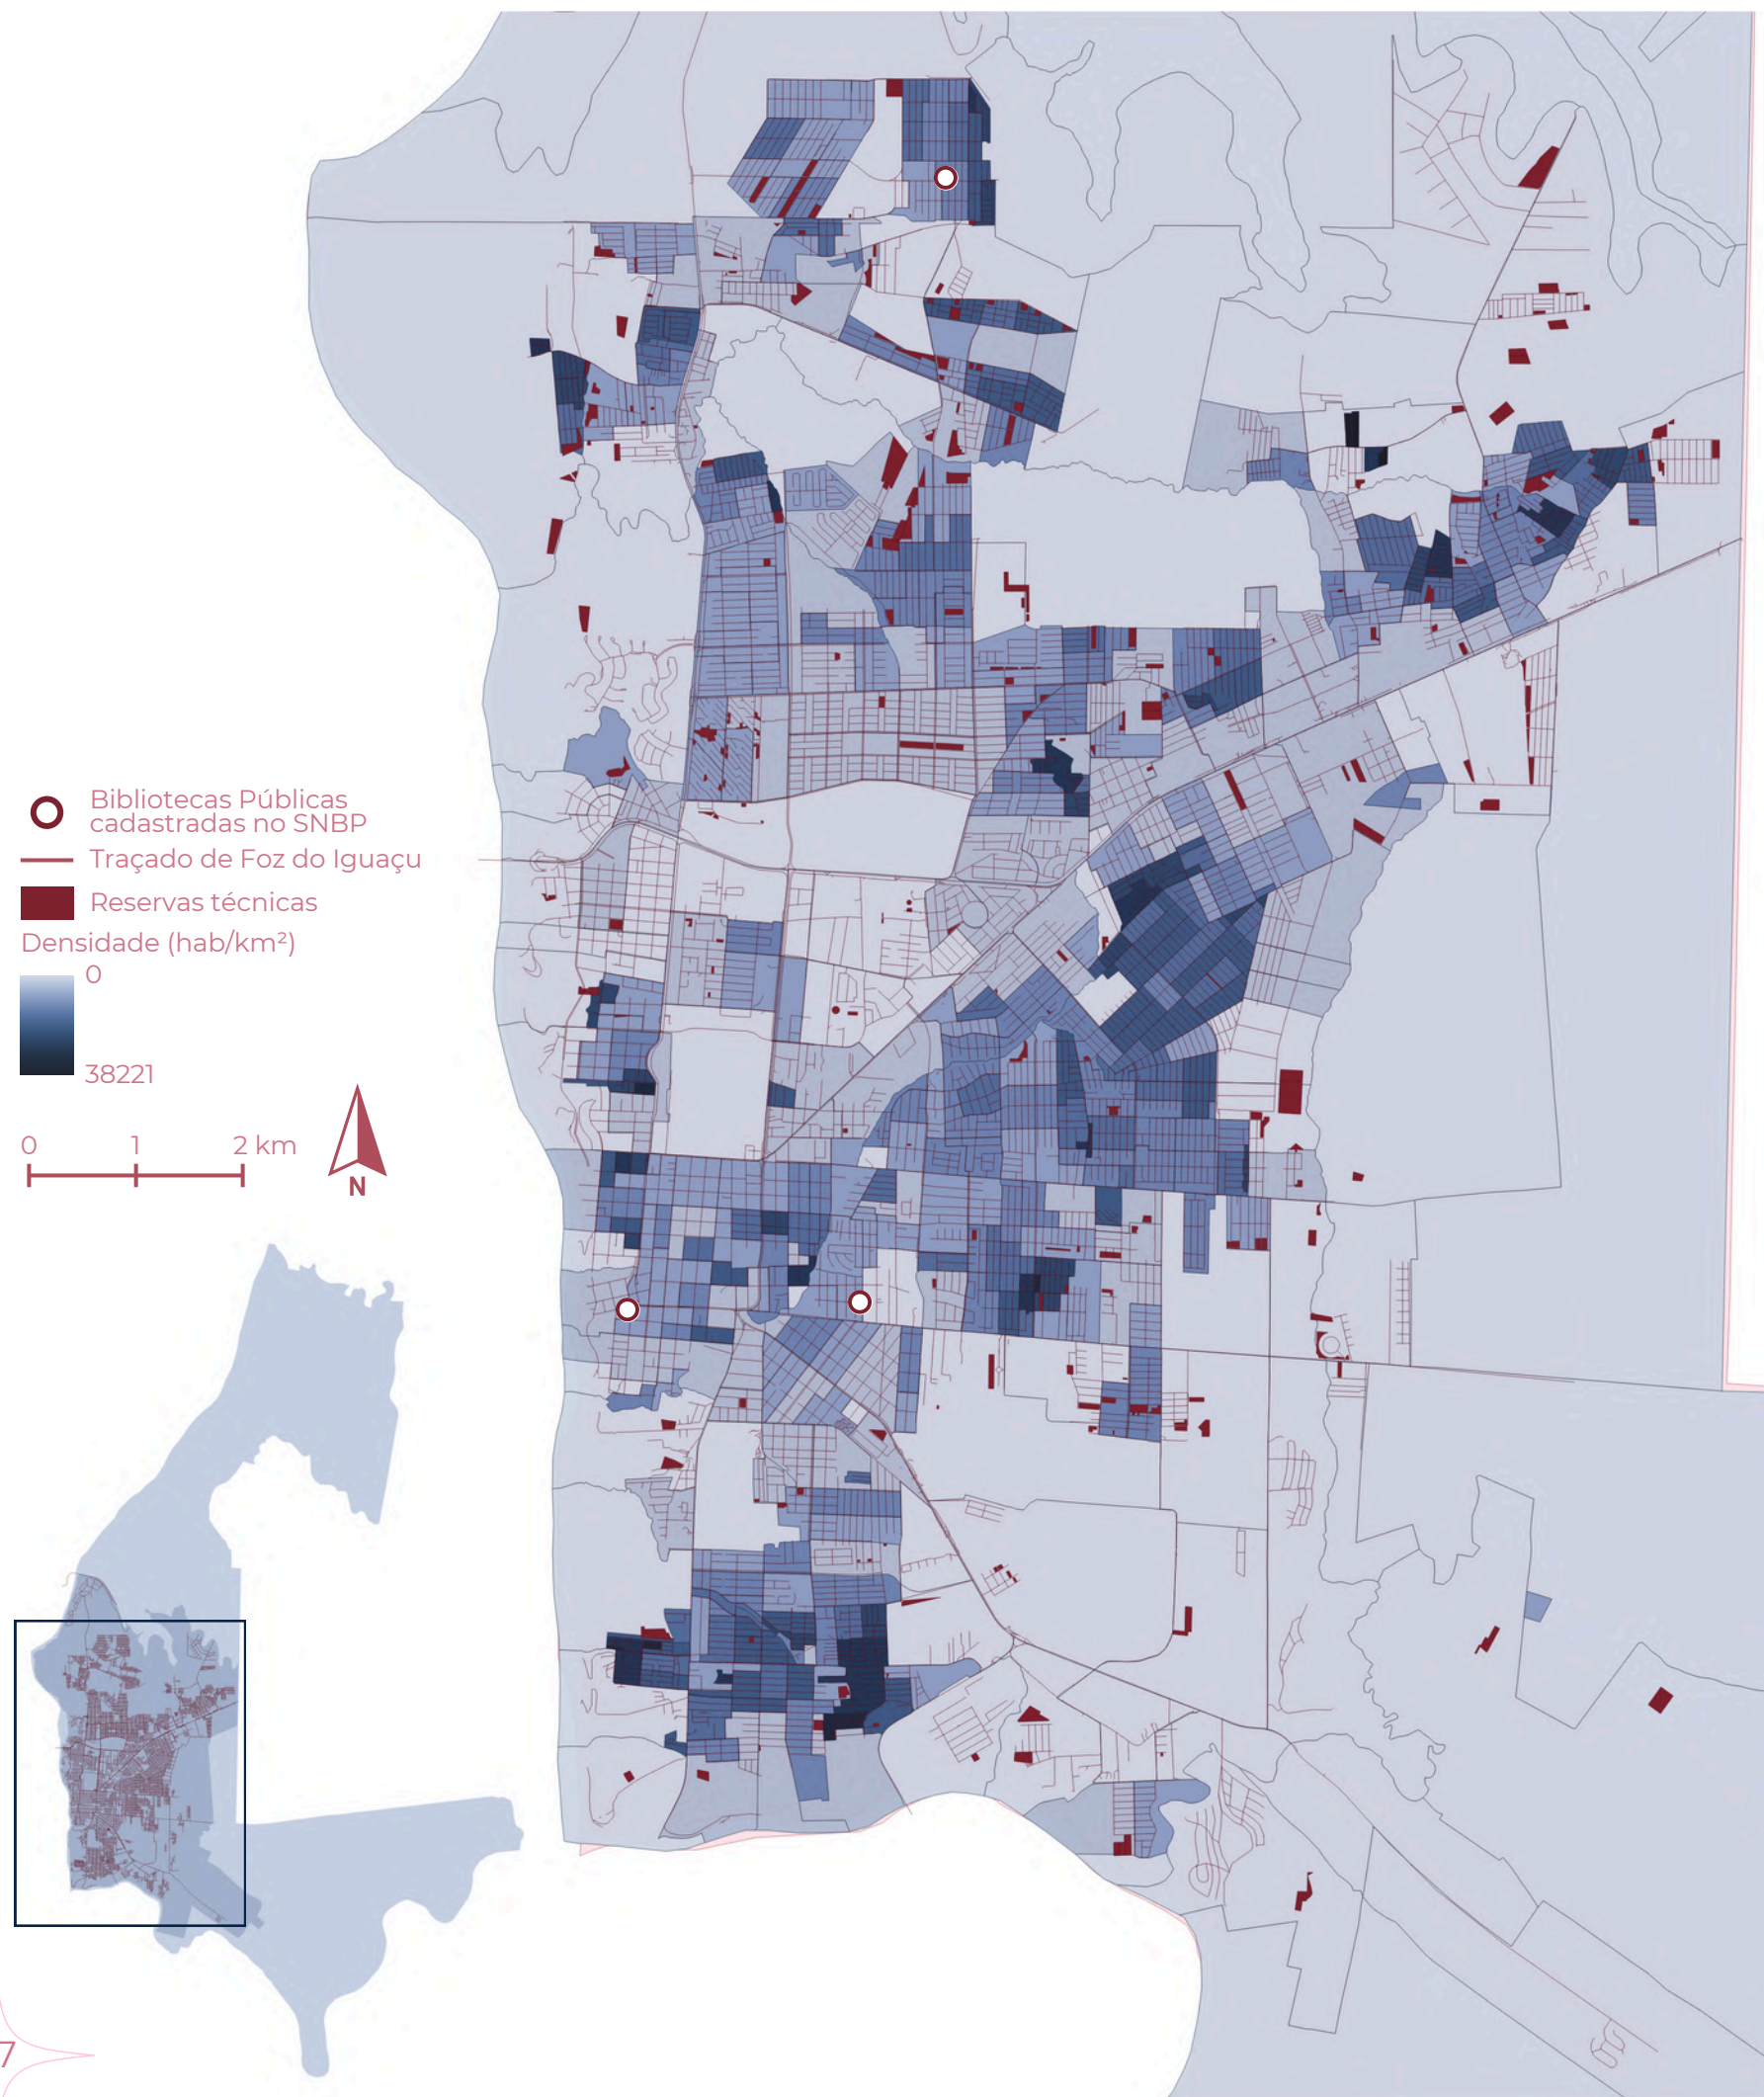 Bibliotecas Públicas
cadastradas no SNBP
Traçado de Foz do Iguaçu
Reservas técnicas
Densidade (hab/km²)
0
38221
0 1 2 km
N
7